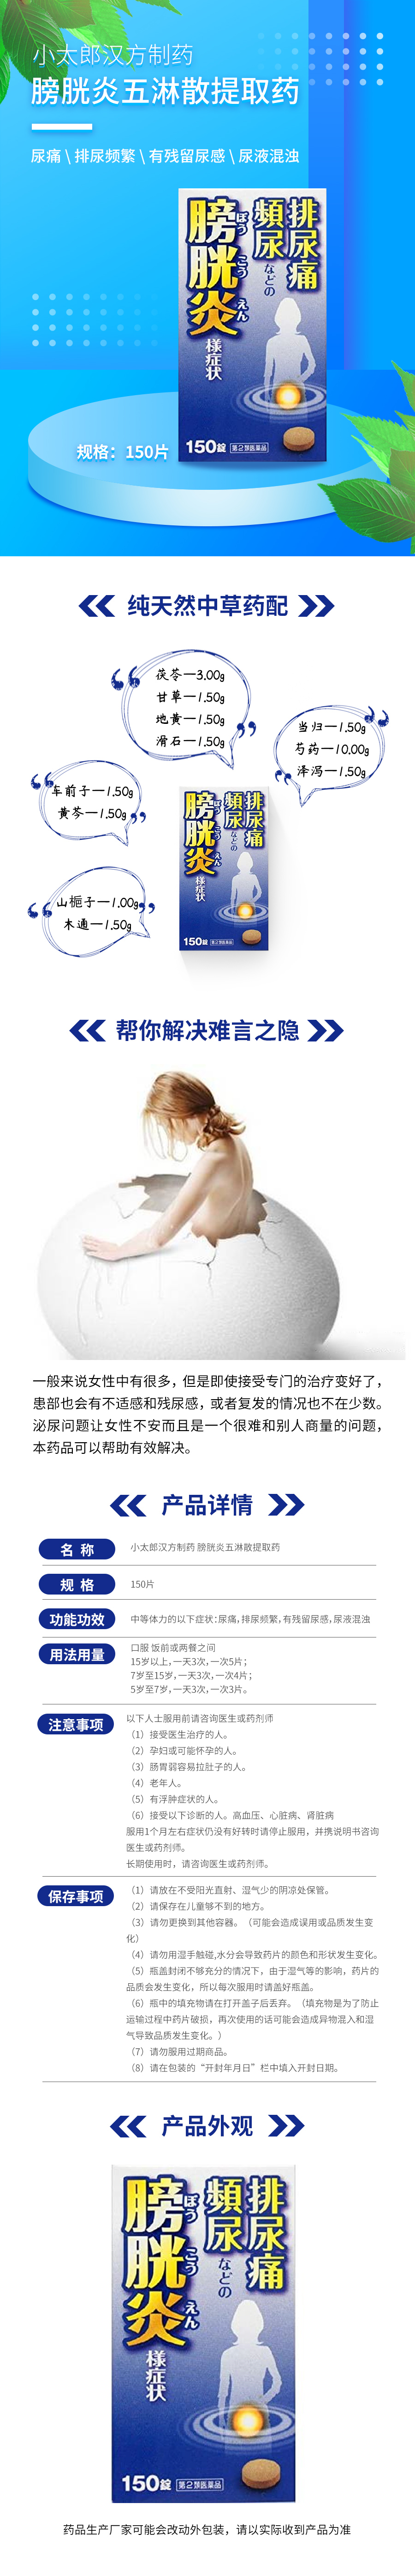 小太郎汉方制药
膀胱炎五淋散提取药
尿痛 \ 排尿频繁 \ 有残留尿感 \ 尿液混浊
排尿痛
頻尿
などの
膀胱炎
ぼうこうえん
様症状
150錠 第2類医薬品
规格：150片
纯天然中草药配
茯苓—3.00g
甘草—1.50g
地黄—1.50g
滑石—1.50g
当归—1.50g
芍药—10.00g
泽泻—1.50g
车前子—1.50g
黄芩—1.50g
山栀子—1.00g
木通—1.50g
排尿痛
頻尿
などの
膀胱炎
ぼうこうえん
様症状
150錠 第2類医薬品
帮你解决难言之隐
一般来说女性中有很多，但是即使接受专门的治疗变好了，
患部也会有不适感和残尿感，或者复发的情况也不在少数。
泌尿问题让女性不安而且是一个很难和别人商量的问题，
本药品可以帮助有效解决。
产品详情
名 称 小太郎汉方制药 膀胱炎五淋散提取药
规 格 150片
功能功效 中等体力的以下症状：尿痛，排尿频繁，有残留尿感，尿液混浊
用法用量 口服 饭前或两餐之间
15岁以上，一天3次，一次5片；
7岁至15岁，一天3次，一次4片；
5岁至7岁，一天3次，一次3片。
注意事项 以下人士服用前请咨询医生或药剂师
（1）接受医生治疗的人。
（2）孕妇或可能怀孕的人。
（3）肠胃弱容易拉肚子的人。
（4）老年人。
（5）有浮肿症状的人。
（6）接受以下诊断的人。高血压、心脏病、肾脏病
服用1个月左右症状仍没有好转时请停止服用，并携说明书咨询
医生或药剂师。
长期使用时，请咨询医生或药剂师。
保存事项 （1）请放在不受阳光直射、湿气少的阴凉处保管。
（2）请保存在儿童够不到的地方。
（3）请勿更换到其他容器。（可能会造成误用或品质发生变
化）
（4）请勿用湿手触碰,水分会导致药片的颜色和形状发生变化。
（5）瓶盖封闭不够充分的情况下，由于湿气等的影响，药片的
品质会发生变化，所以每次服用时请盖好瓶盖。
（6）瓶中的填充物请在打开盖子后丢弃。（填充物是为了防止
运输过程中药片破损，再次使用的话可能会造成异物混入和湿
气导致品质发生变化。）
（7）请勿服用过期商品。
（8）请在包装的“开封年月日”栏中填入开封日期。
产品外观
排尿痛
頻尿
などの
膀胱炎
ぼうこうえん
様症状
150錠 第2類医薬品
药品生产厂家可能会改动外包装，请以实际收到产品为准